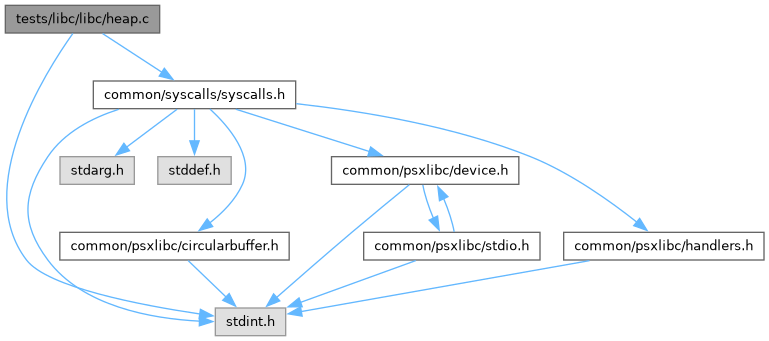 tests/libc/libc/heap.c
common/syscalls/syscalls.h
stdarg.h
stddef.h
common/psxlibc/device.h
common/psxlibc/circularbuffer.h
common/psxlibc/stdio.h
common/psxlibc/handlers.h
stdint.h